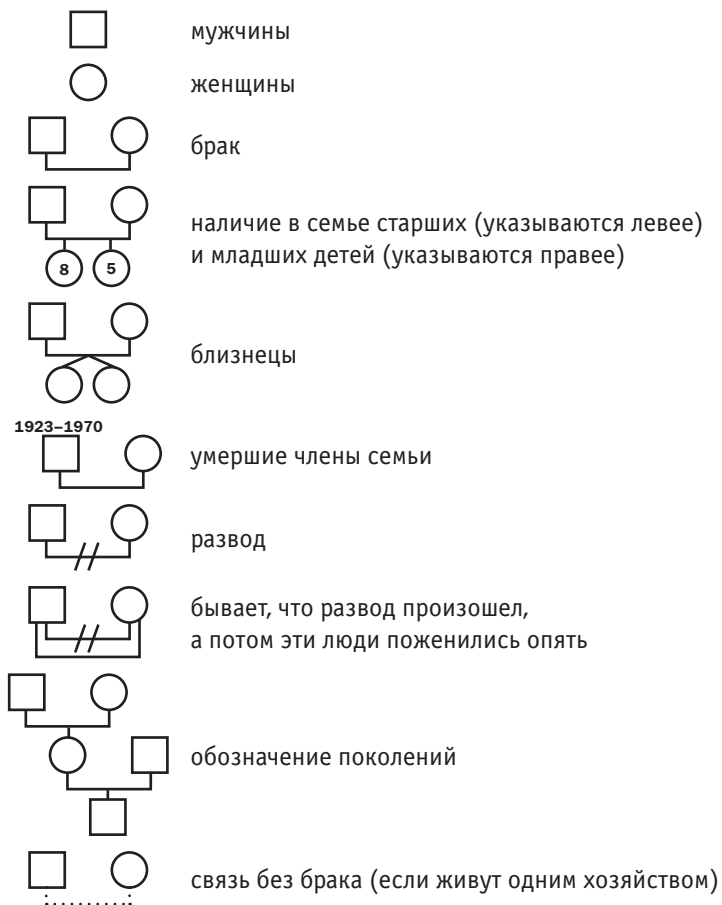 мужчины
женщины
брак
наличие в семье старших (указываются левее)
и младших детей (указываются правее)
8 5
близнецы
1923–1970
умершие члены семьи
развод
бывает, что развод произошел,
а потом эти люди поженились опять
обозначение поколений
связь без брака (если живут одним хозяйством)